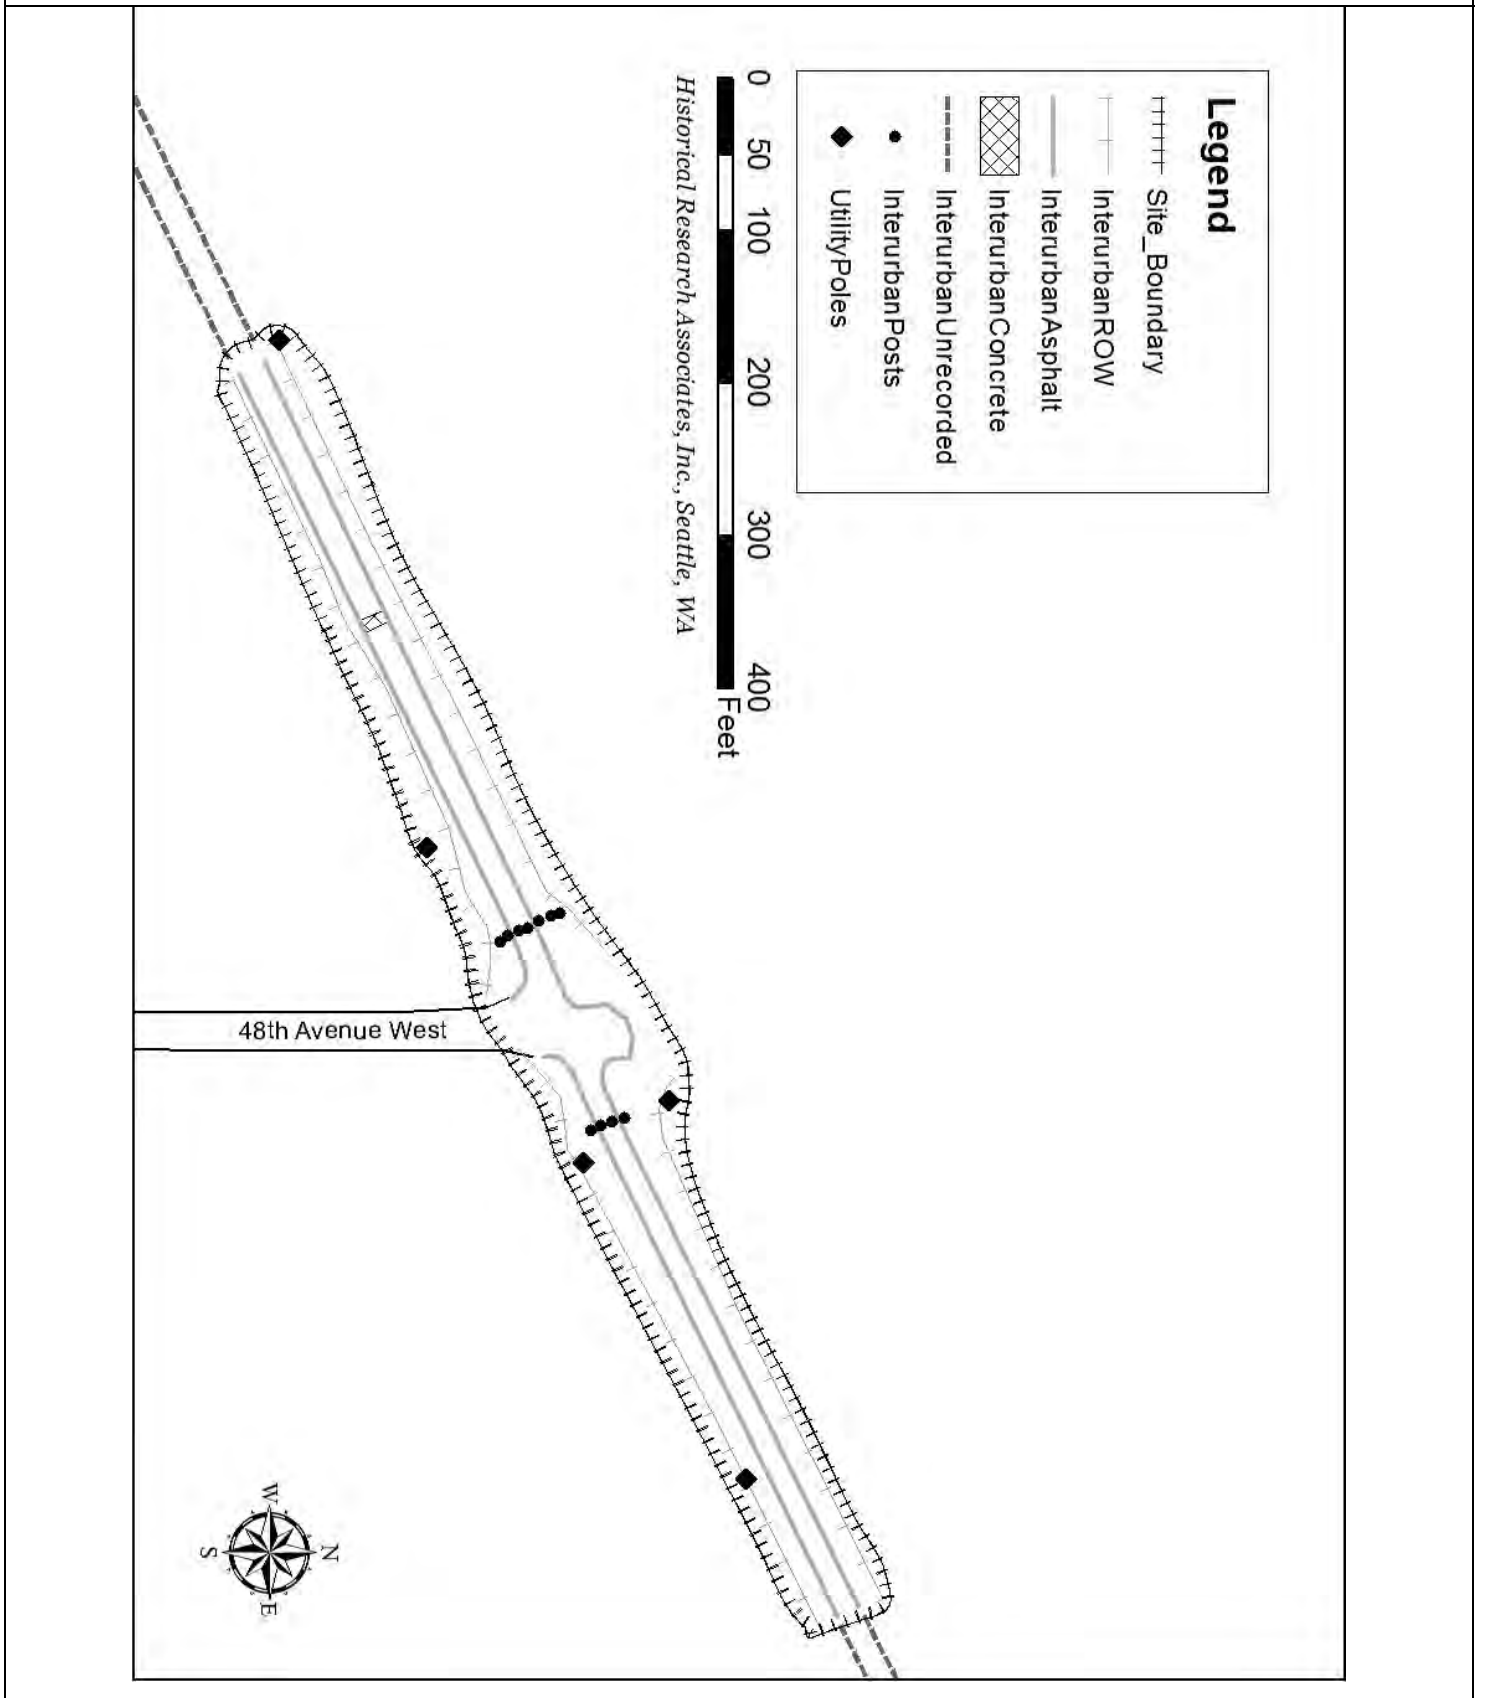 Legend
Site_Boundary
InterurbanROW
InterurbanAsphalt
InterurbanConcrete
InterurbanUnrecorded
InterurbanPosts
UtilityPoles
0 50 100 200 300 400
Feet
Historical Research Associates, Inc., Seattle, WA
48th Avenue West
N
W E
S